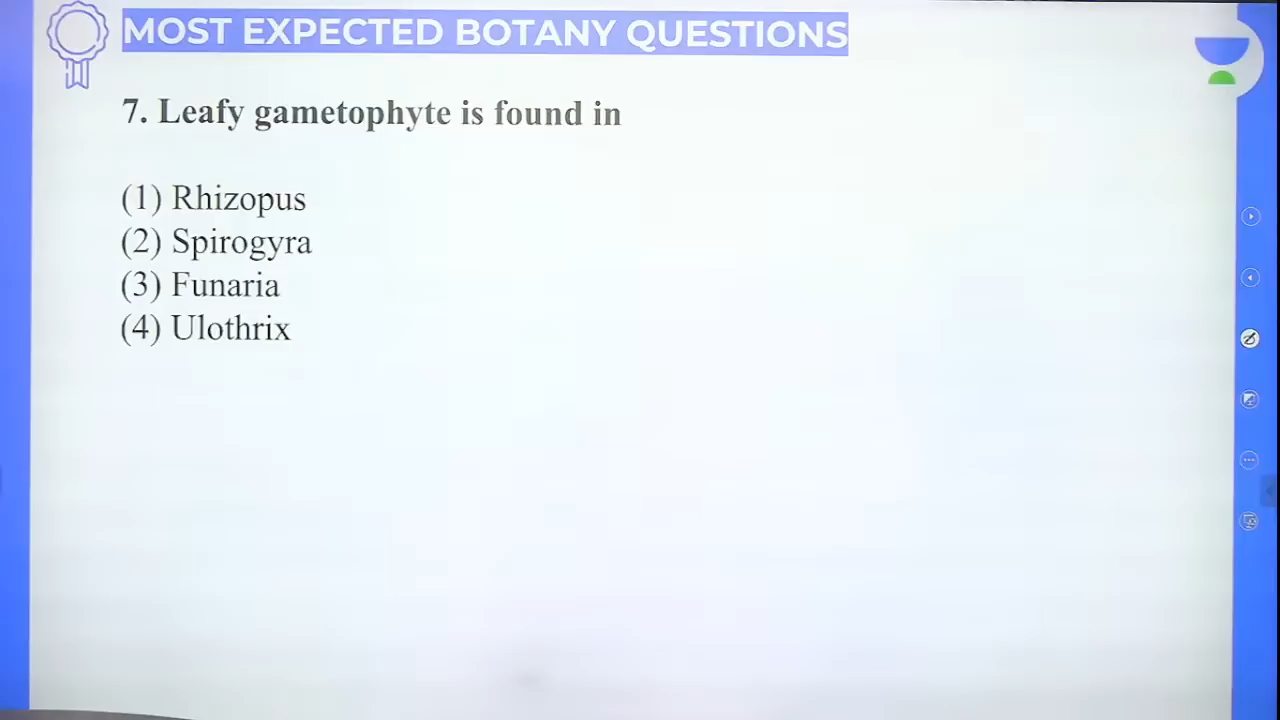 MOST EXPECTED BOTANY QUESTIONS
7. Leafy gametophyte is found in
(1) Rhizopus
(2) Spirogyra
(3) Funaria
(4) Ulothrix